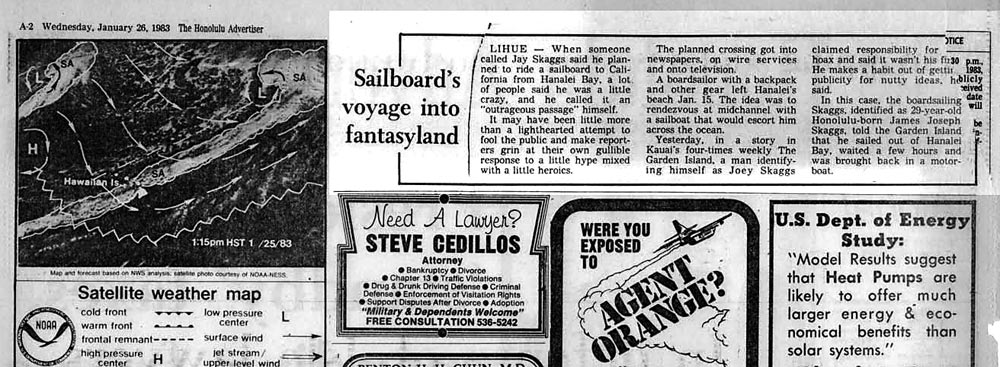 A-2 Wednesday, January 26, 1983 The Honolulu Advertiser
L
SA
SA
L
H
Hawaiian Is.
SA
1:15pm HST 1 /25/83
Map and forecast based on NWS analysis, satellite photo courtesy of NOAA-NESS.
Satellite weather map
NOAA
cold front
warm front
frontal remnant
high pressure
center H
low pressure
center L
surface wind
jet stream/
upper level wind
Sailboard's
voyage into
fantasyland
LIHUE — When someone
called Jay Skaggs said he plan-
ned to ride a sailboard to Cali-
fornia from Hanalei Bay, a lot
of people said he was a little
crazy, and he called it an
"outrageous passage" himself.
It may have been little more
than a lighthearted attempt to
fool the public and make report-
ers grin at their own gullible
response to a little hype mixed
with a little heroics.
The planned crossing got into
newspapers, on wire services
and onto television.
A boardsailor with a backpack
and other gear left Hanalei's
beach Jan. 15. The idea was to
rendezvous at midchannel with
a sailboat that would escort him
across the ocean.
Yesterday, in a story in
Kauai's four-times weekly The
Garden Island, a man identify-
ing himself as Joey Skaggs
claimed responsibility for
hoax and said it wasn't his
He makes a habit out of
publicity for nutty ideas,
said.
In this case, the boardsailing
Skaggs, identified as 29-year-old
Honolulu-born James Joseph
Skaggs, told the Garden Island
that he sailed out of Hanalei
Bay, waited a few hours and
was brought back in a motor-
boat.
30 p.m.,
1983,
date
will
be
Need A Lawyer?
STEVE CEDILLOS
Attorney
● Bankruptcy ● Divorce
● Chapter 13 ● Traffic Violations
● Drug & Drunk Driving Defense ● Criminal
Defense ● Enforcement of Visitation Rights
● Support Disputes After Divorce ● Adoption
"Military & Dependents Welcome"
FREE CONSULTATION 536-5242
WERE YOU
EXPOSED
TO
AGENT
ORANGE?
U.S. Dept. of Energy
Study:
"Model Results suggest
that Heat Pumps are
likely to offer much
larger energy & eco-
nomical benefits than
solar systems."